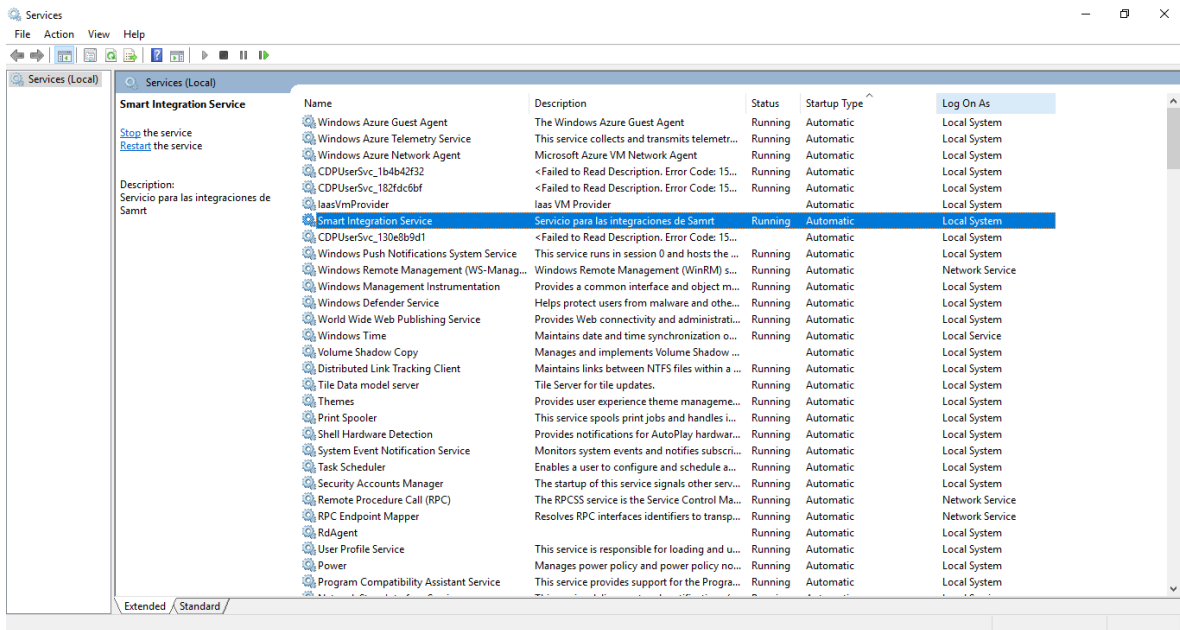 Services
File Action View Help
Services (Local)
Services (Local)
Smart Integration Service
Stop the service
Restart the service
Description:
Servicio para las integraciones de
Samrt
Name Description Status Startup Type Log On As
Windows Azure Guest Agent The Windows Azure Guest Agent Running Automatic Local System
Windows Azure Telemetry Service This service collects and transmits telemetr... Running Automatic Local System
Windows Azure Network Agent Microsoft Azure VM Network Agent Running Automatic Local System
CDPUserSvc_1b4b42f32 <Failed to Read Description. Error Code: 15... Running Automatic Local System
CDPUserSvc_182fdc6bf <Failed to Read Description. Error Code: 15... Running Automatic Local System
IaasVmProvider Iaas VM Provider Automatic Local System
Smart Integration Service Servicio para las integraciones de Samrt Running Automatic Local System
CDPUserSvc_130e8b9d1 <Failed to Read Description. Error Code: 15... Automatic Local System
Windows Push Notifications System Service This service runs in session 0 and hosts the ... Running Automatic Local System
Windows Remote Management (WS-Manag... Windows Remote Management (WinRM) s... Running Automatic Network Service
Windows Management Instrumentation Provides a common interface and object m... Running Automatic Local System
Windows Defender Service Helps protect users from malware and othe... Running Automatic Local System
World Wide Web Publishing Service Provides Web connectivity and administrati... Running Automatic Local System
Windows Time Maintains date and time synchronization o... Running Automatic Local Service
Volume Shadow Copy Manages and implements Volume Shadow ... Automatic Local System
Distributed Link Tracking Client Maintains links between NTFS files within a ... Running Automatic Local System
Tile Data model server Tile Server for tile updates. Running Automatic Local System
Themes Provides user experience theme manageme... Running Automatic Local System
Print Spooler This service spools print jobs and handles i... Running Automatic Local System
Shell Hardware Detection Provides notifications for AutoPlay hardwar... Running Automatic Local System
System Event Notification Service Monitors system events and notifies subscri... Running Automatic Local System
Task Scheduler Enables a user to configure and schedule a... Running Automatic Local System
Security Accounts Manager The startup of this service signals other serv... Running Automatic Local System
Remote Procedure Call (RPC) The RPCSS service is the Service Control Ma... Running Automatic Network Service
RPC Endpoint Mapper Resolves RPC interfaces identifiers to transp... Running Automatic Network Service
RdAgent Running Automatic Local System
User Profile Service This service is responsible for loading and u... Running Automatic Local System
Power Manages power policy and power policy no... Running Automatic Local System
Program Compatibility Assistant Service This service provides support for the Progra... Running Automatic Local System
Extended Standard